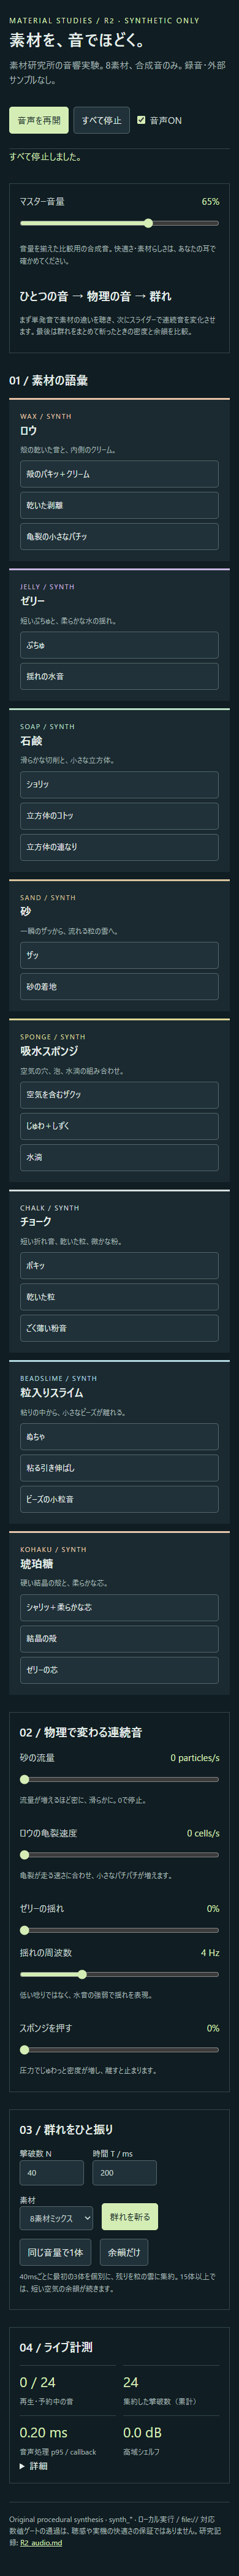 MATERIAL STUDIES / R2 · SYNTHETIC ONLY
素材を、音でほどく。
素材研究所の音響実験。8素材、合成音のみ。録音・外部
サンプルなし。
音声を再開
すべて停止
音声ON
すべて停止しました。
マスター音量
65%
音量を揃えた比較用の合成音。快適さ・素材らしさは、あなたの耳で
確かめてください。
ひとつの音 → 物理の音 → 群れ
まず単発音で素材の違いを聴き、次にスライダーで連続音を変化させ
ます。最後は群れをまとめて斬ったときの密度と余韻を比較。
01 / 素材の語彙
WAX / SYNTH
ロウ
殻の乾いた音と、内側のクリーム。
殻のパキッ＋クリーム
乾いた剥離
亀裂の小さなパチッ
JELLY / SYNTH
ゼリー
短いぷちゅと、柔らかな水の揺れ。
ぷちゅ
揺れの水音
SOAP / SYNTH
石鹸
滑らかな切削と、小さな立方体。
ショリッ
立方体のコトッ
立方体の連なり
SAND / SYNTH
砂
一瞬のザッから、流れる粒の雲へ。
ザッ
砂の着地
SPONGE / SYNTH
吸水スポンジ
空気の穴、泡、水滴の組み合わせ。
空気を含むザクッ
じゅわ＋しずく
水滴
CHALK / SYNTH
チョーク
短い折れ音、乾いた粒、微かな粉。
ポキッ
乾いた粒
ごく薄い粉音
BEADSLIME / SYNTH
粒入りスライム
粘りの中から、小さなビーズが離れる。
ぬちゃ
粘る引き伸ばし
ビーズの小粒音
KOHAKU / SYNTH
琥珀糖
硬い結晶の殻と、柔らかな芯。
シャリッ＋柔らかな芯
結晶の殻
ゼリーの芯
02 / 物理で変わる連続音
砂の流量
0 particles/s
流量が増えるほど密に、滑らかに。0で停止。
ロウの亀裂速度
0 cells/s
亀裂が走る速さに合わせ、小さなパチパチが増えます。
ゼリーの揺れ
0%
揺れの周波数
4 Hz
低い唸りではなく、水音の強弱で揺れを表現。
スポンジを押す
0%
圧力でじゅわっと密度が増し、離すと止まります。
03 / 群れをひと振り
撃破数 N
時間 T / ms
40
200
素材
8素材ミックス
群れを斬る
同じ音量で1体
余韻だけ
40msごとに最初の3体を個別に、残りを粒の雲に集約。15体以上で
は、短い空気の余韻が続きます。
04 / ライブ計測
0 / 24
24
再生・予約中の音
集約した撃破数（累計）
0.20 ms
0.0 dB
音声処理 p95 / callback
高域シェルフ
▶ 詳細
Original procedural synthesis · synth_* · ローカル実行 / file:// 対応
数値ゲートの通過は、聴感や実機の快適さの保証ではありません。研究記
録: R2_audio.md